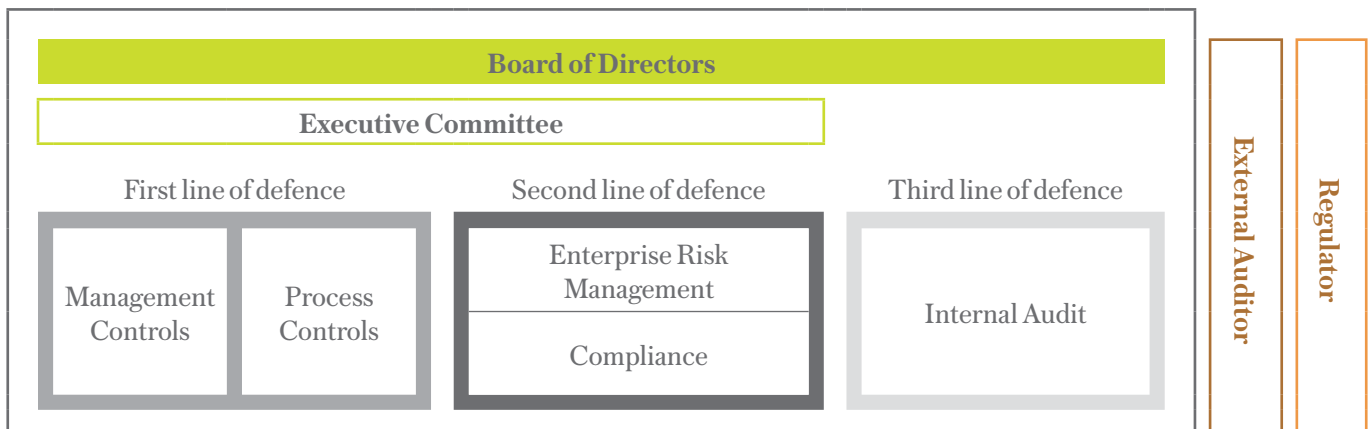 Board of Directors
Executive Committee
First line of defence
Second line of defence
Third line of defence
Management
Controls
Process
Controls
Enterprise Risk
Management
Compliance
Internal Audit
External Auditor
Regulator